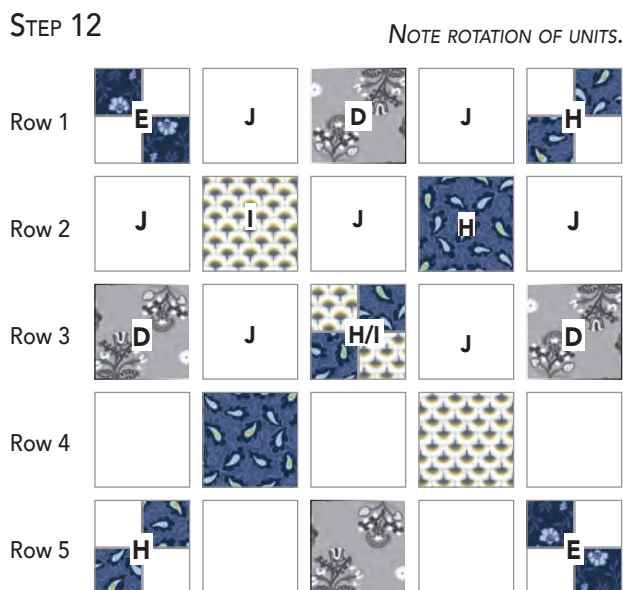 STEP 12
NOTE ROTATION OF UNITS.
Row 1 E J D J H
Row 2 J I J H J
Row 3 D J H/I J D
Row 4
Row 5 H E